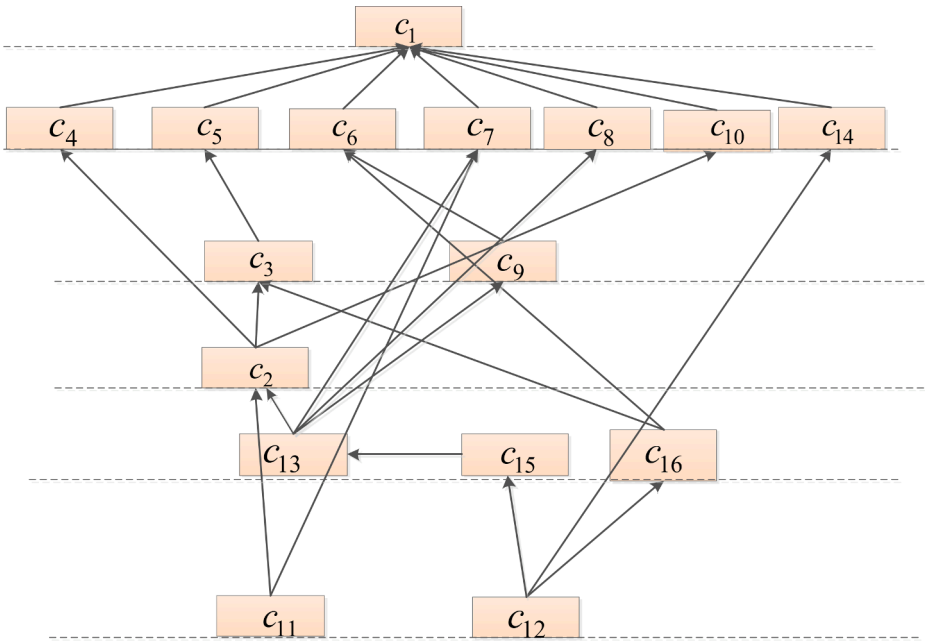 c₁
c₄ c₅ c₆ c₇ c₈ c₁₀ c₁₄
c₃ c₉
c₂
c₁₃ c₁₅ c₁₆
c₁₁ c₁₂